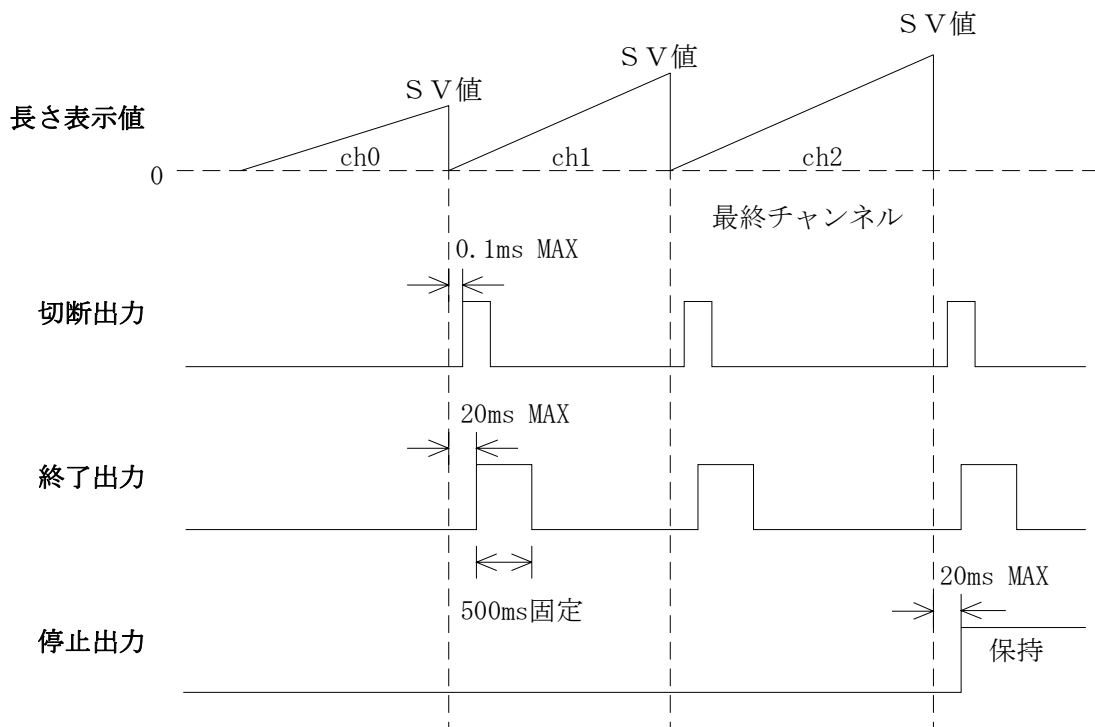 ＳＶ値
ＳＶ値
ＳＶ値
長さ表示値
ch0
ch1
ch2
0
最終チャンネル
0.1ms MAX
切断出力
20ms MAX
終了出力
20ms MAX
500ms固定
停止出力
保持